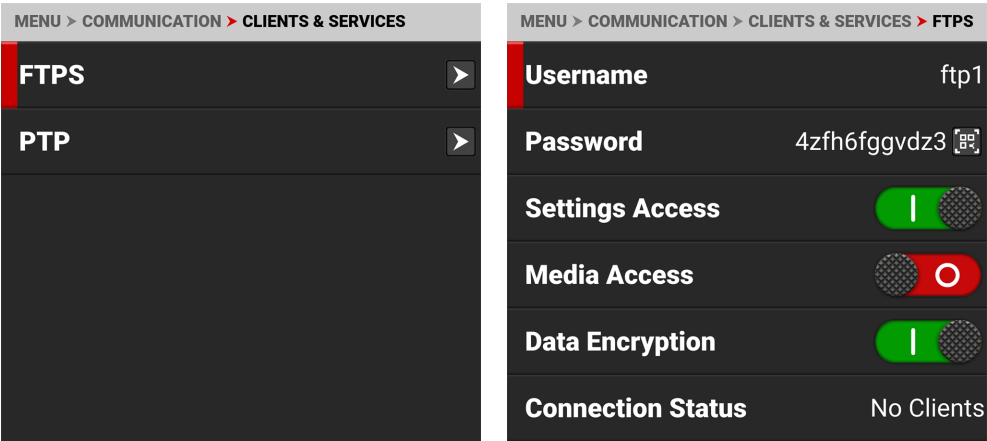 MENU > COMMUNICATION > CLIENTS & SERVICES
FTPS
PTP
MENU > COMMUNICATION > CLIENTS & SERVICES > FTPS
Username ftp1
Password 4zfh6fggvdz3
Settings Access
Media Access
Data Encryption
Connection Status No Clients